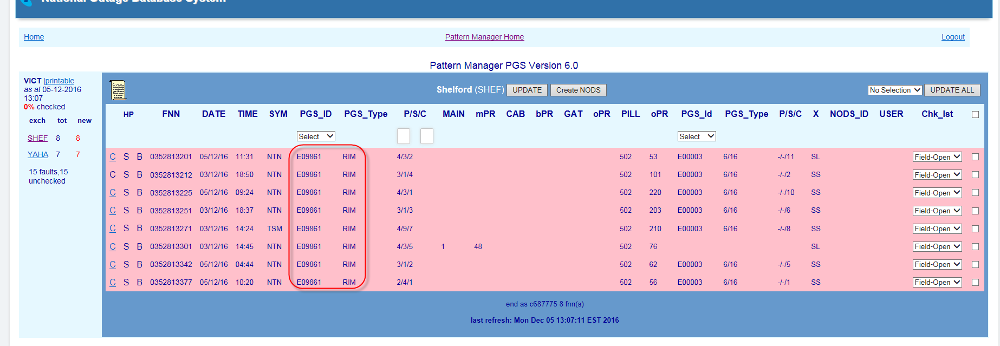 National Outage Database System
Home Pattern Manager Home Logout
Pattern Manager PGS Version 6.0
VICT |printable
as at 05-12-2016
13:07
0% checked
exch tot new
SHEF 8 8
YAHA 7 7
15 faults,15
unchecked
Shelford (SHEF) UPDATE Create NODS No Selection UPDATE ALL
HP FNN DATE TIME SYM PGS_ID PGS_Type P/S/C MAIN mPR CAB bPR GAT oPR PILL oPR PGS_Id PGS_Type P/S/C X NODS_ID USER Chk_lst
Select Select
C S B 0352813201 05/12/16 11:31 NTN E09861 RIM 4/3/2 502 53 E00003 6/16 -/-/11 SL Field-Open
C S B 0352813212 03/12/16 18:50 NTN E09861 RIM 3/1/4 502 101 E00003 6/16 -/-/2 SS Field-Open
C S B 0352813225 05/12/16 09:24 NTN E09861 RIM 4/3/1 502 220 E00003 6/16 -/-/10 SS Field-Open
C S B 0352813251 03/12/16 18:37 NTN E09861 RIM 3/1/3 502 203 E00003 6/16 -/-/6 SS Field-Open
C S B 0352813271 03/12/16 14:24 TSM E09861 RIM 4/9/7 502 210 E00003 6/16 -/-/8 SS Field-Open
C S B 0352813301 03/12/16 14:45 NTN E09861 RIM 4/3/5 1 48 502 76 SL Field-Open
C S B 0352813342 05/12/16 04:44 NTN E09861 RIM 3/1/2 502 62 E00003 6/16 -/-/5 SS Field-Open
C S B 0352813377 05/12/16 10:20 NTN E09861 RIM 2/4/1 502 56 E00003 6/16 -/-/1 SS Field-Open
end as c687775 8 fnn(s)
last refresh: Mon Dec 05 13:07:11 EST 2016